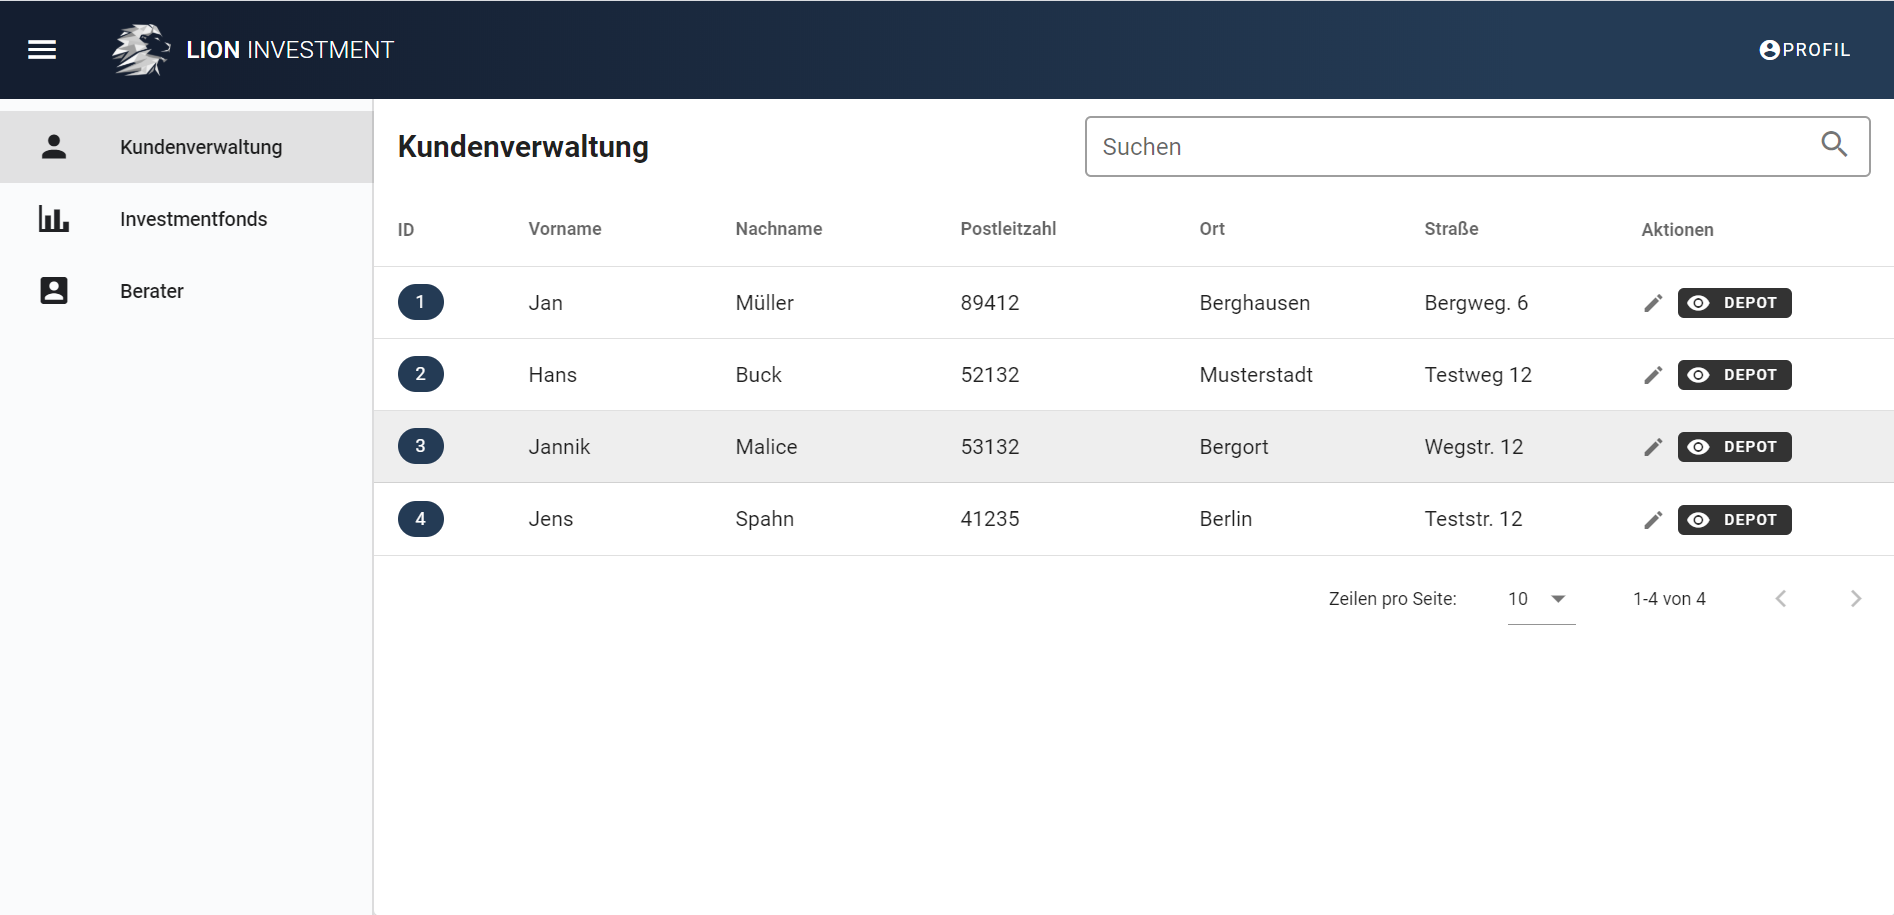 LION INVESTMENT
PROFIL
Kundenverwaltung
Investmentfonds
Berater
Kundenverwaltung
Suchen
ID Vorname Nachname Postleitzahl Ort Straße Aktionen
1 Jan Müller 89412 Berghausen Bergweg. 6 DEPOT
2 Hans Buck 52132 Musterstadt Testweg 12 DEPOT
3 Jannik Malice 53132 Bergort Wegstr. 12 DEPOT
4 Jens Spahn 41235 Berlin Teststr. 12 DEPOT
Zeilen pro Seite: 10 1-4 von 4